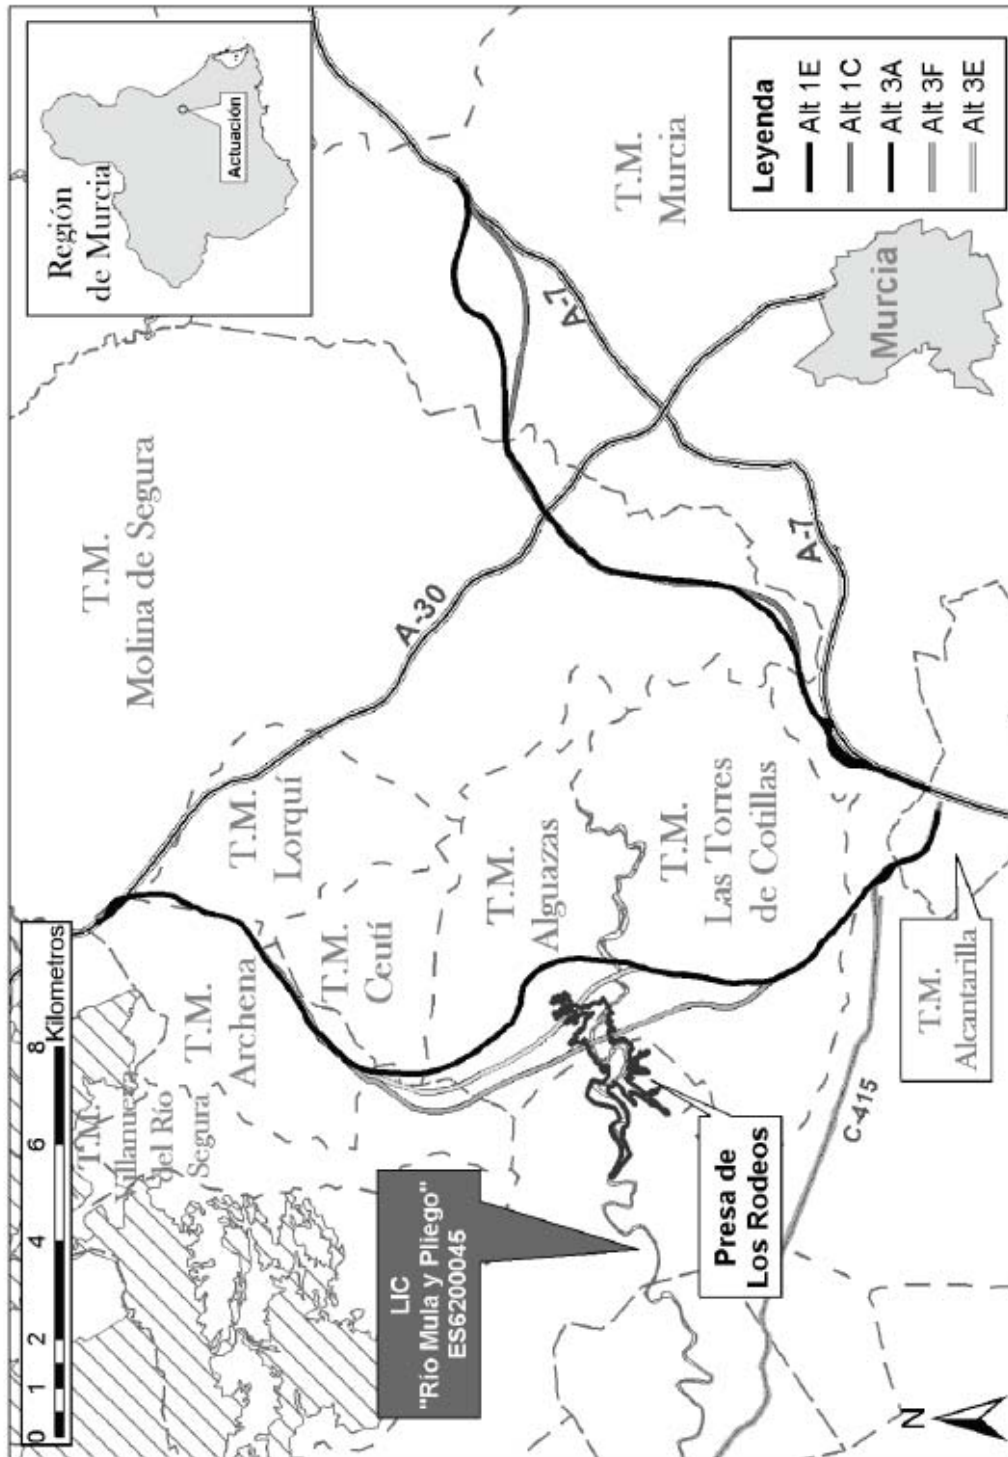 0 1 2 4 6 8
Kilometros
Región
de Murcia
Actuación
T.M.
Villanueva
del Río
Segura
T.M.
Archena
T.M.
Lorquí
T.M.
Ceutí
T.M.
Molina de Segura
T.M.
Alguazas
T.M.
Las Torres
de Cotillas
T.M.
Murcia
T.M.
Alcantarilla
A-30
A-7
A-7
C-415
Murcia
LIC
"Río Mula y Pliego"
ES6200045
Presa de
Los Rodeos
N
Leyenda
Alt 1E
Alt 1C
Alt 3A
Alt 3F
Alt 3E